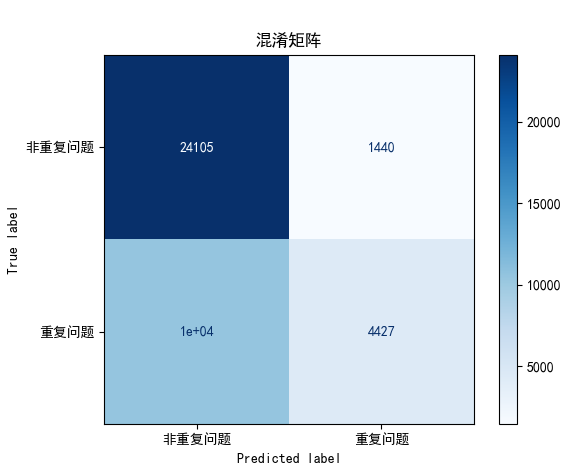 混淆矩阵
非重复问题
24105
1440
重复问题
1e+04
4427
非重复问题
重复问题
Predicted label
True label
20000
15000
10000
5000